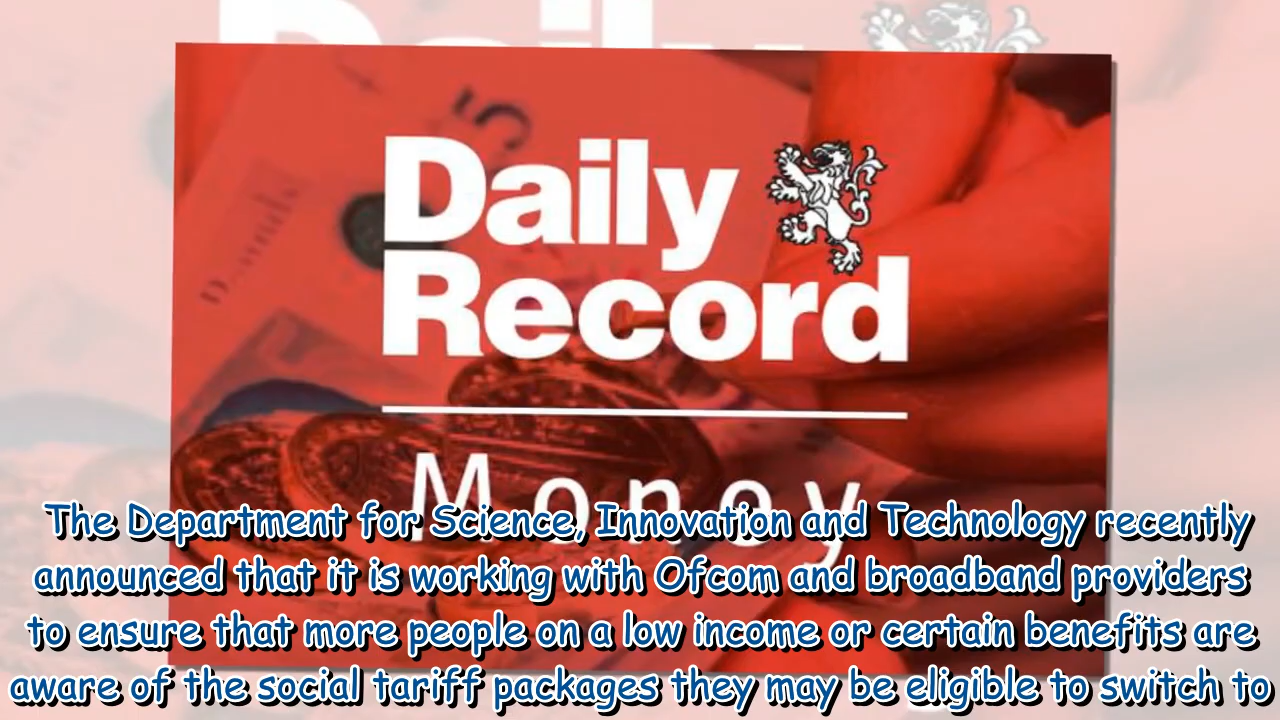 Daily
Daily
Record
Money
The Department for Science, Innovation and Technology recently
announced that it is working with Ofcom and broadband providers
to ensure that more people on a low income or certain benefits are
aware of the social tariff packages they may be eligible to switch to